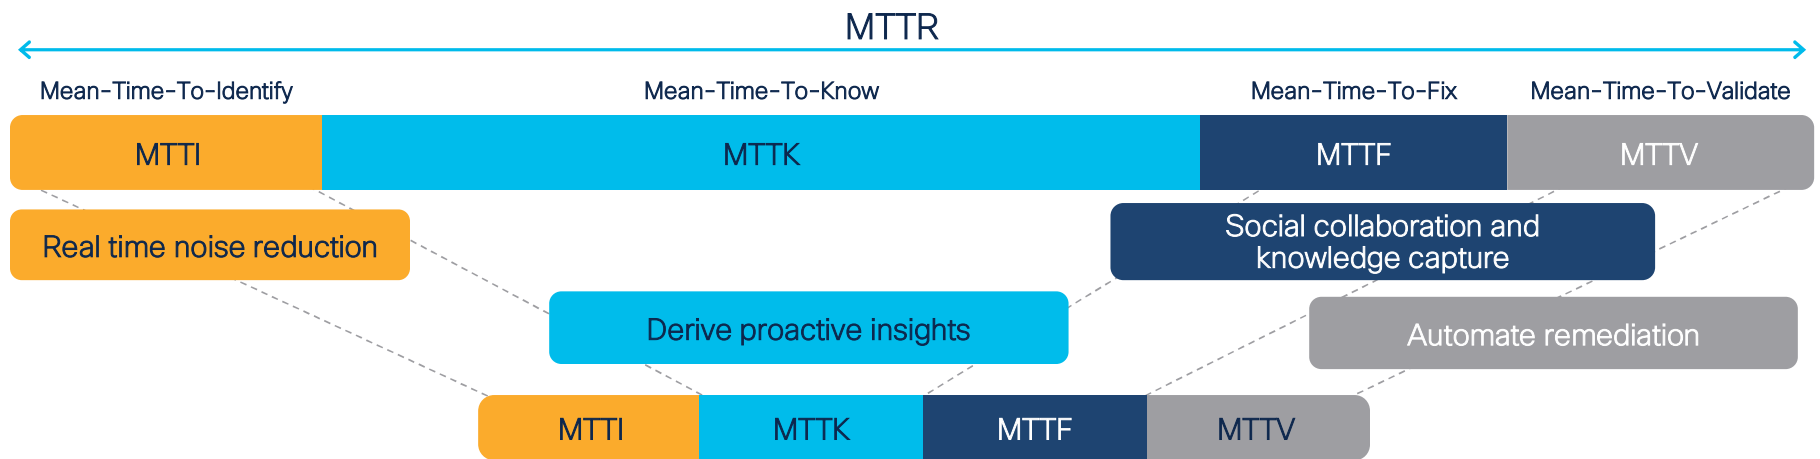 MTTR
Mean-Time-To-Identify
Mean-Time-To-Know
Mean-Time-To-Fix
Mean-Time-To-Validate
MTTI
MTTK
MTTF
MTTV
Real time noise reduction
Social collaboration and
knowledge capture
Derive proactive insights
Automate remediation
MTTI
MTTK
MTTF
MTTV